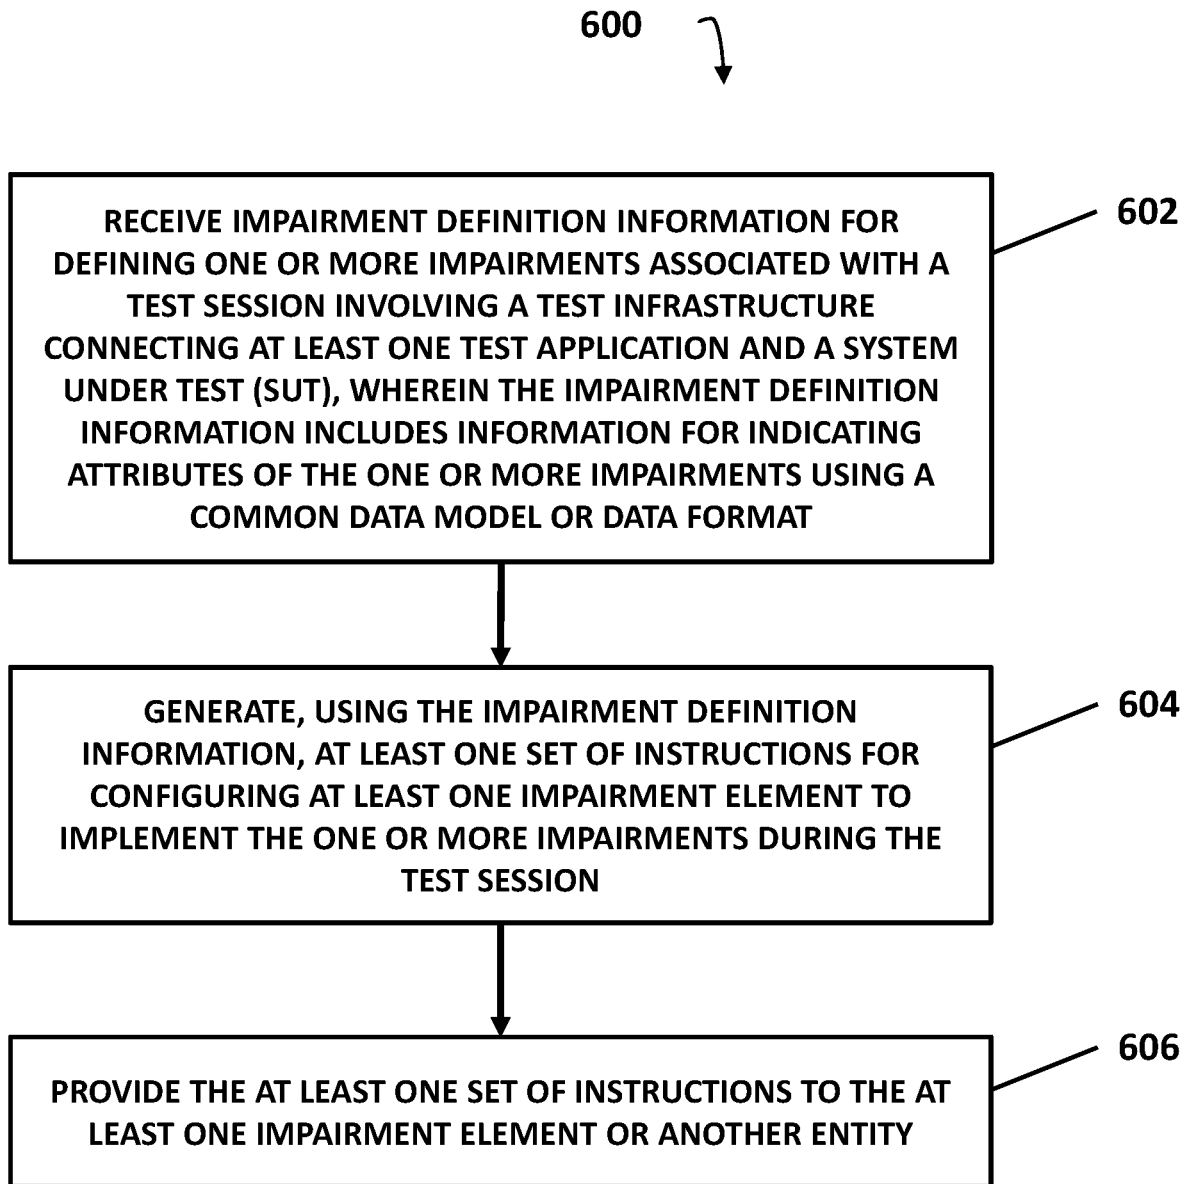 600
RECEIVE IMPAIRMENT DEFINITION INFORMATION FOR
DEFINING ONE OR MORE IMPAIRMENTS ASSOCIATED WITH A
TEST SESSION INVOLVING A TEST INFRASTRUCTURE
CONNECTING AT LEAST ONE TEST APPLICATION AND A SYSTEM
UNDER TEST (SUT), WHEREIN THE IMPAIRMENT DEFINITION
INFORMATION INCLUDES INFORMATION FOR INDICATING
ATTRIBUTES OF THE ONE OR MORE IMPAIRMENTS USING A
COMMON DATA MODEL OR DATA FORMAT
602
GENERATE, USING THE IMPAIRMENT DEFINITION
INFORMATION, AT LEAST ONE SET OF INSTRUCTIONS FOR
CONFIGURING AT LEAST ONE IMPAIRMENT ELEMENT TO
IMPLEMENT THE ONE OR MORE IMPAIRMENTS DURING THE
TEST SESSION
604
PROVIDE THE AT LEAST ONE SET OF INSTRUCTIONS TO THE AT
LEAST ONE IMPAIRMENT ELEMENT OR ANOTHER ENTITY
606